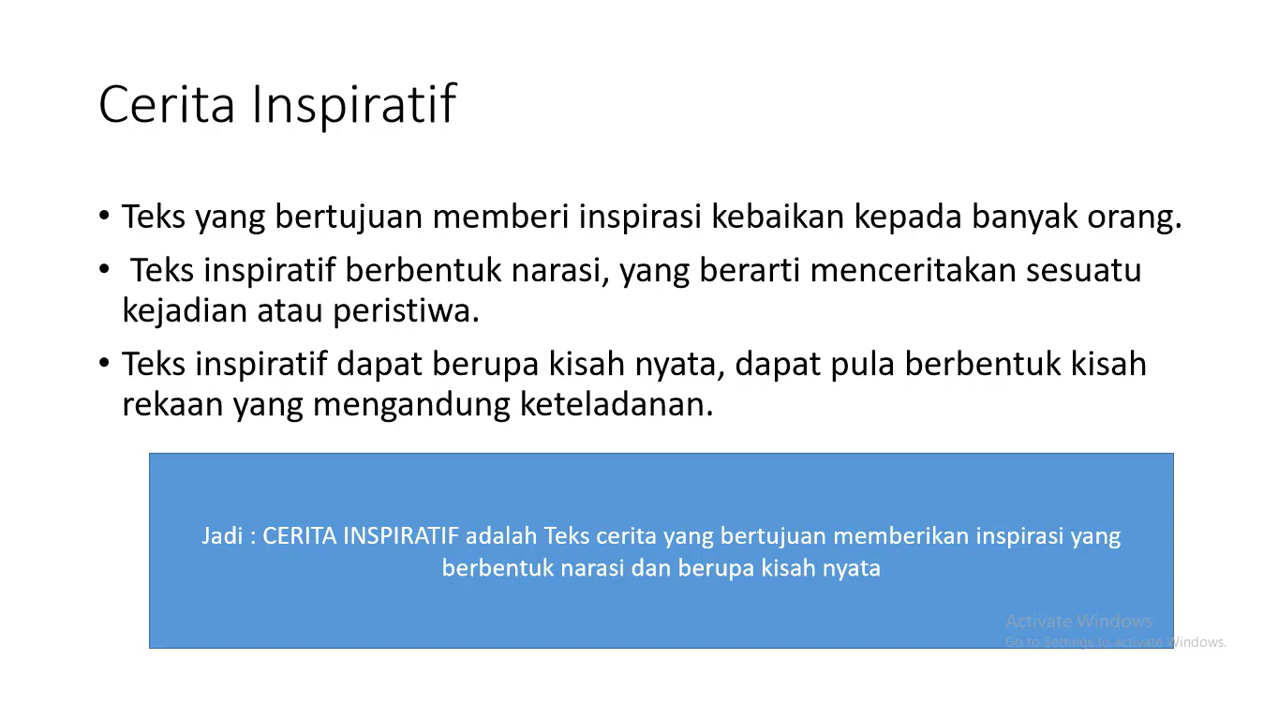 Cerita Inspiratif
• Teks yang bertujuan memberi inspirasi kebaikan kepada banyak orang.
• Teks inspiratif berbentuk narasi, yang berarti menceritakan sesuatu
kejadian atau peristiwa.
• Teks inspiratif dapat berupa kisah nyata, dapat pula berbentuk kisah
rekaan yang mengandung keteladanan.
Jadi : CERITA INSPIRATIF adalah Teks cerita yang bertujuan memberikan inspirasi yang
berbentuk narasi dan berupa kisah nyata
Activate Windows
Go to Settings to activate Windows.